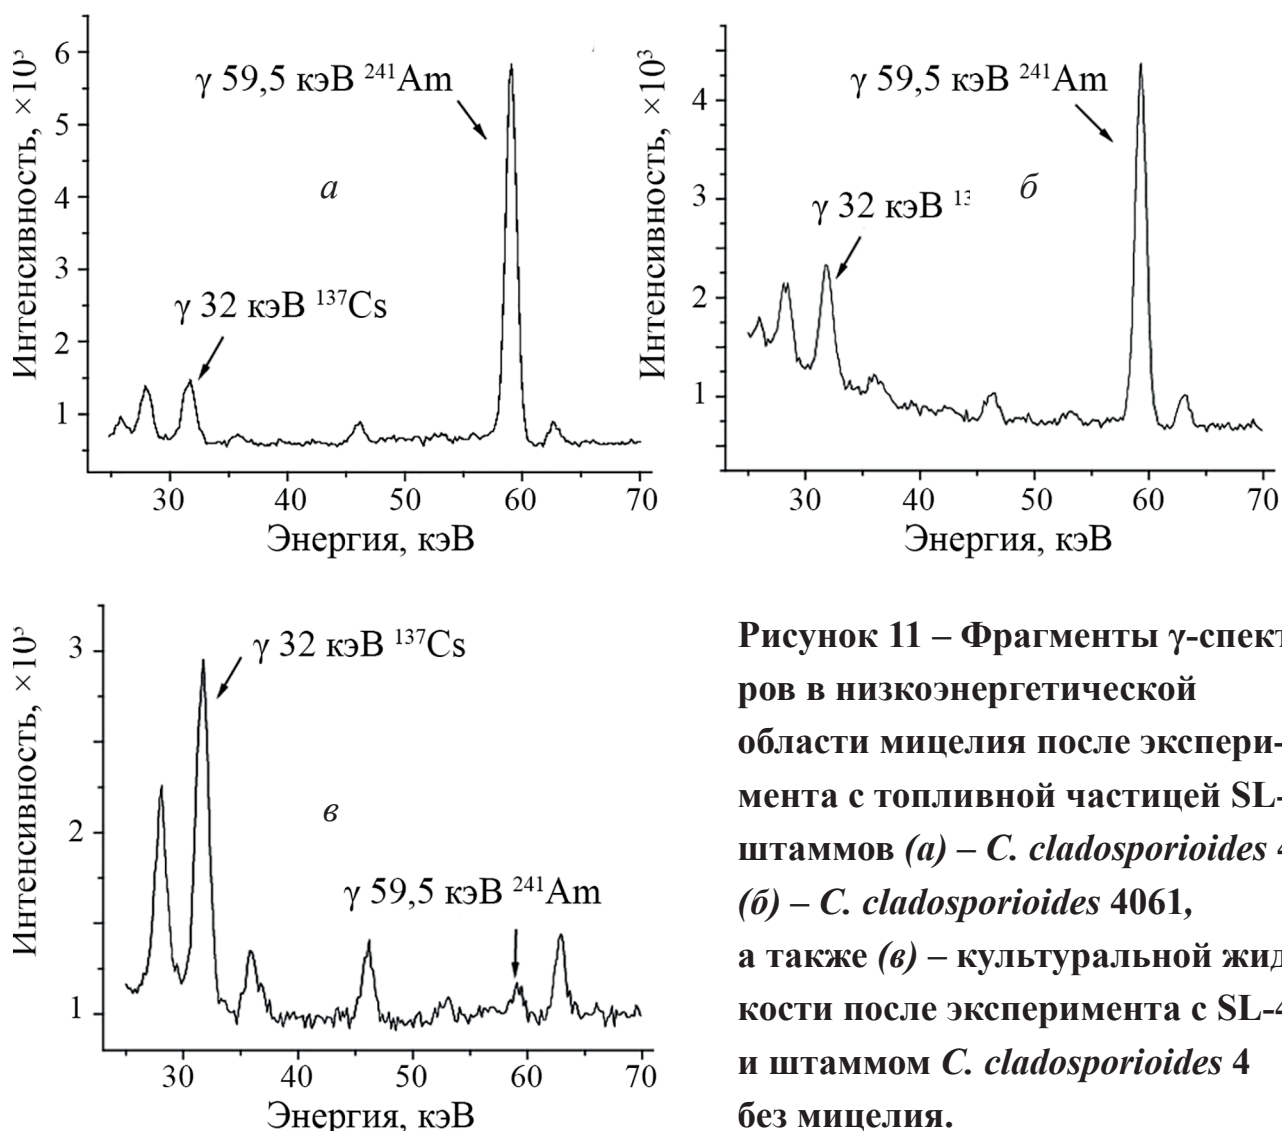 Интенсивность, ×10³
6
5
4
3
2
1
γ 59,5 кэВ ²⁴¹Am
а
γ 32 кэВ ¹³⁷Cs
30 40 50 60 70
Энергия, кэВ
Интенсивность, ×10³
4
3
2
1
γ 59,5 кэВ ²⁴¹Am
б
γ 32 кэВ
30 40 50 60 70
Энергия, кэВ
Интенсивность, ×10³
3
2
1
γ 32 кэВ ¹³⁷Cs
в
γ 59,5 кэВ ²⁴¹Am
30 40 50 60 70
Энергия, кэВ
Рисунок 11 – Фрагменты γ-спект
ров в низкоэнергетической
области мицелия после экспери-
мента с топливной частицей SL-
штаммов (а) – C. cladosporioides 4
(б) – C. cladosporioides 4061,
а также (в) – культуральной жид
кости после эксперимента с SL-4
и штаммом C. cladosporioides 4
без мицелия.